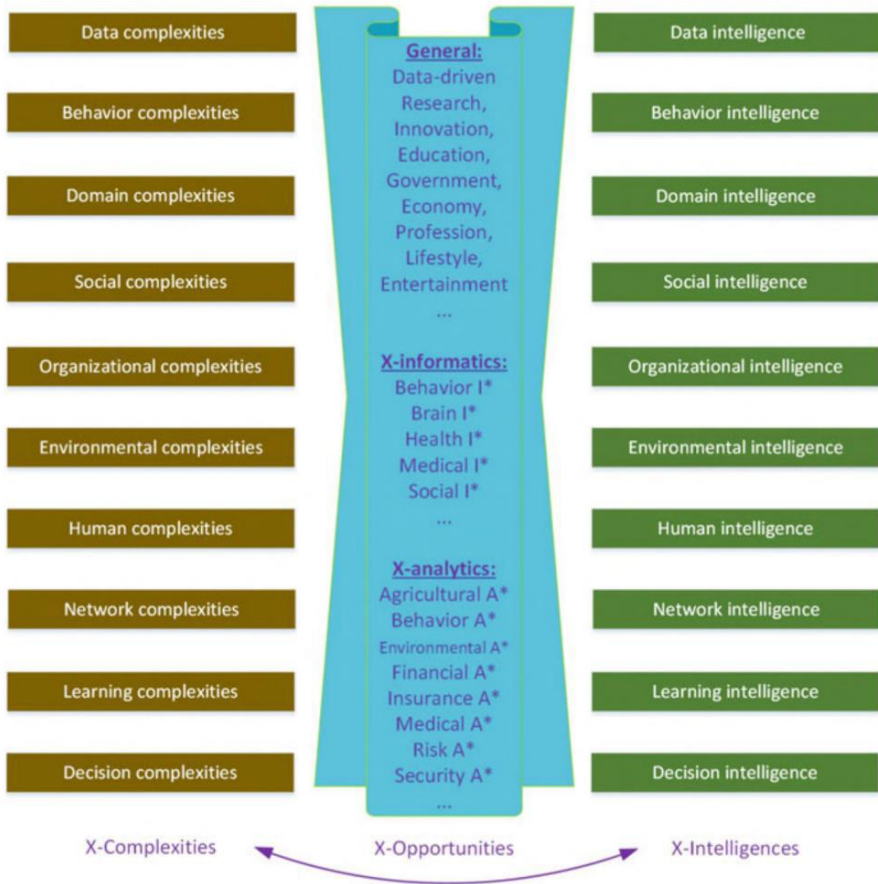 Data complexities
Behavior complexities
Domain complexities
Social complexities
Organizational complexities
Environmental complexities
Human complexities
Network complexities
Learning complexities
Decision complexities
General:
Data-driven
Research,
Innovation,
Education,
Government,
Economy,
Profession,
Lifestyle,
Entertainment
...
X-informatics:
Behavior I*
Brain I*
Health I*
Medical I*
Social I*
...
X-analytics:
Agricultural A*
Behavior A*
Environmental A*
Financial A*
Insurance A*
Medical A*
Risk A*
Security A*
...
Data intelligence
Behavior intelligence
Domain intelligence
Social intelligence
Organizational intelligence
Environmental intelligence
Human intelligence
Network intelligence
Learning intelligence
Decision intelligence
X-Complexities
X-Opportunities
X-Intelligences